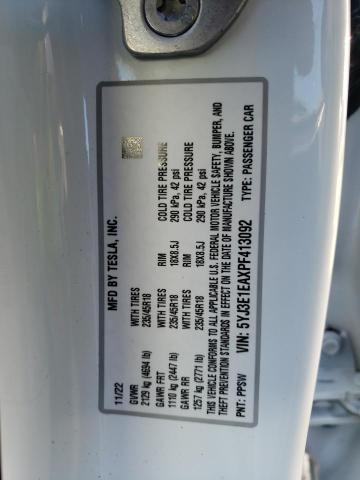 MFD BY TESLA, INC.
11/22
GVWR WITH TIRES RIM COLD TIRE PRESSURE
2129 kg (4694 lb) 235/45R18 18X8.5J 290 kPa, 42 psi
GAWR FRT WITH TIRES RIM COLD TIRE PRESSURE
1110 kg (2447 lb) 235/45R18 18X8.5J 290 kPa, 42 psi
GAWR RR
1257 kg (2771 lb)
THIS VEHICLE CONFORMS TO ALL APPLICABLE U.S. FEDERAL MOTOR VEHICLE SAFETY, BUMPER, AND
THEFT PREVENTION STANDARDS IN EFFECT ON THE DATE OF MANUFACTURE SHOWN ABOVE.
VIN: 5YJ3E1EAXPF413092
PNT: PPSW TYPE: PASSENGER CAR